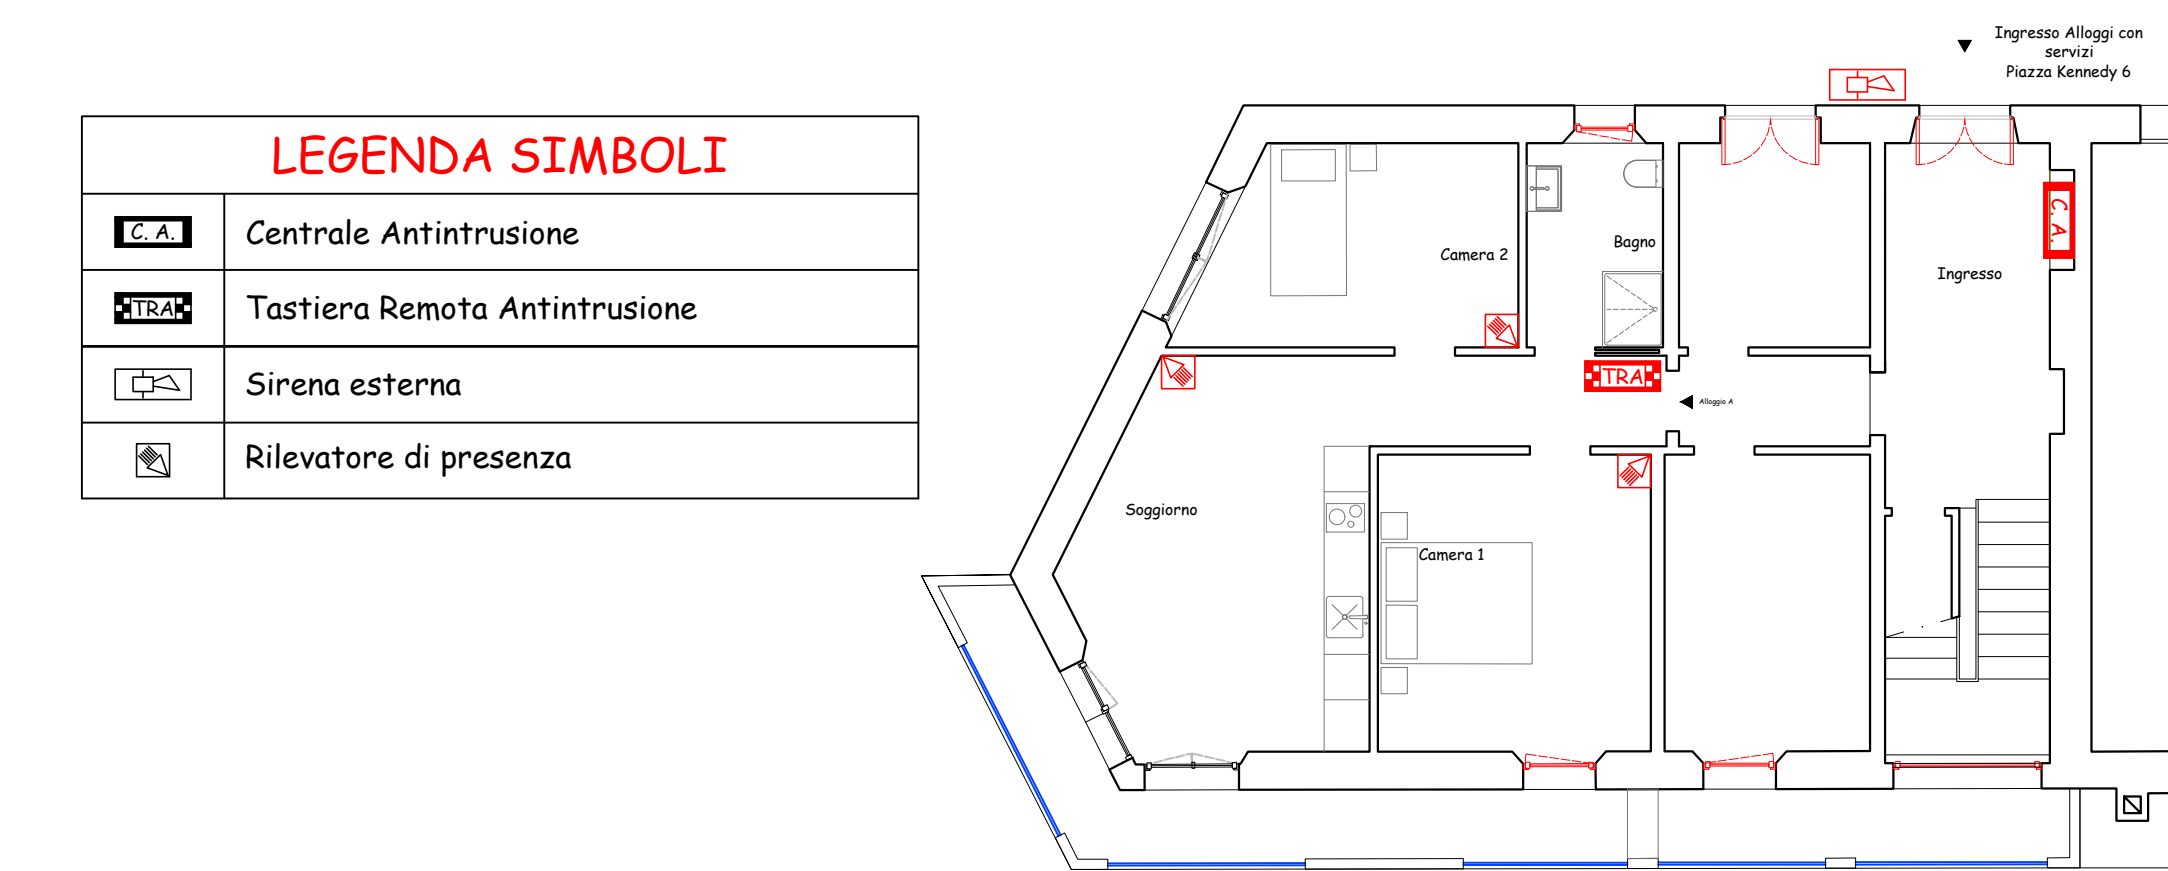 Ingresso Alloggi con
servizi
Piazza Kennedy 6
LEGENDA SIMBOLI
C. A.
Centrale Antintrusione
TRA
Tastiera Remota Antintrusione
Sirena esterna
Rilevatore di presenza
Camera 2
Bagno
C. A.
Ingresso
TRA
Alloggio A
Soggiorno
Camera 1